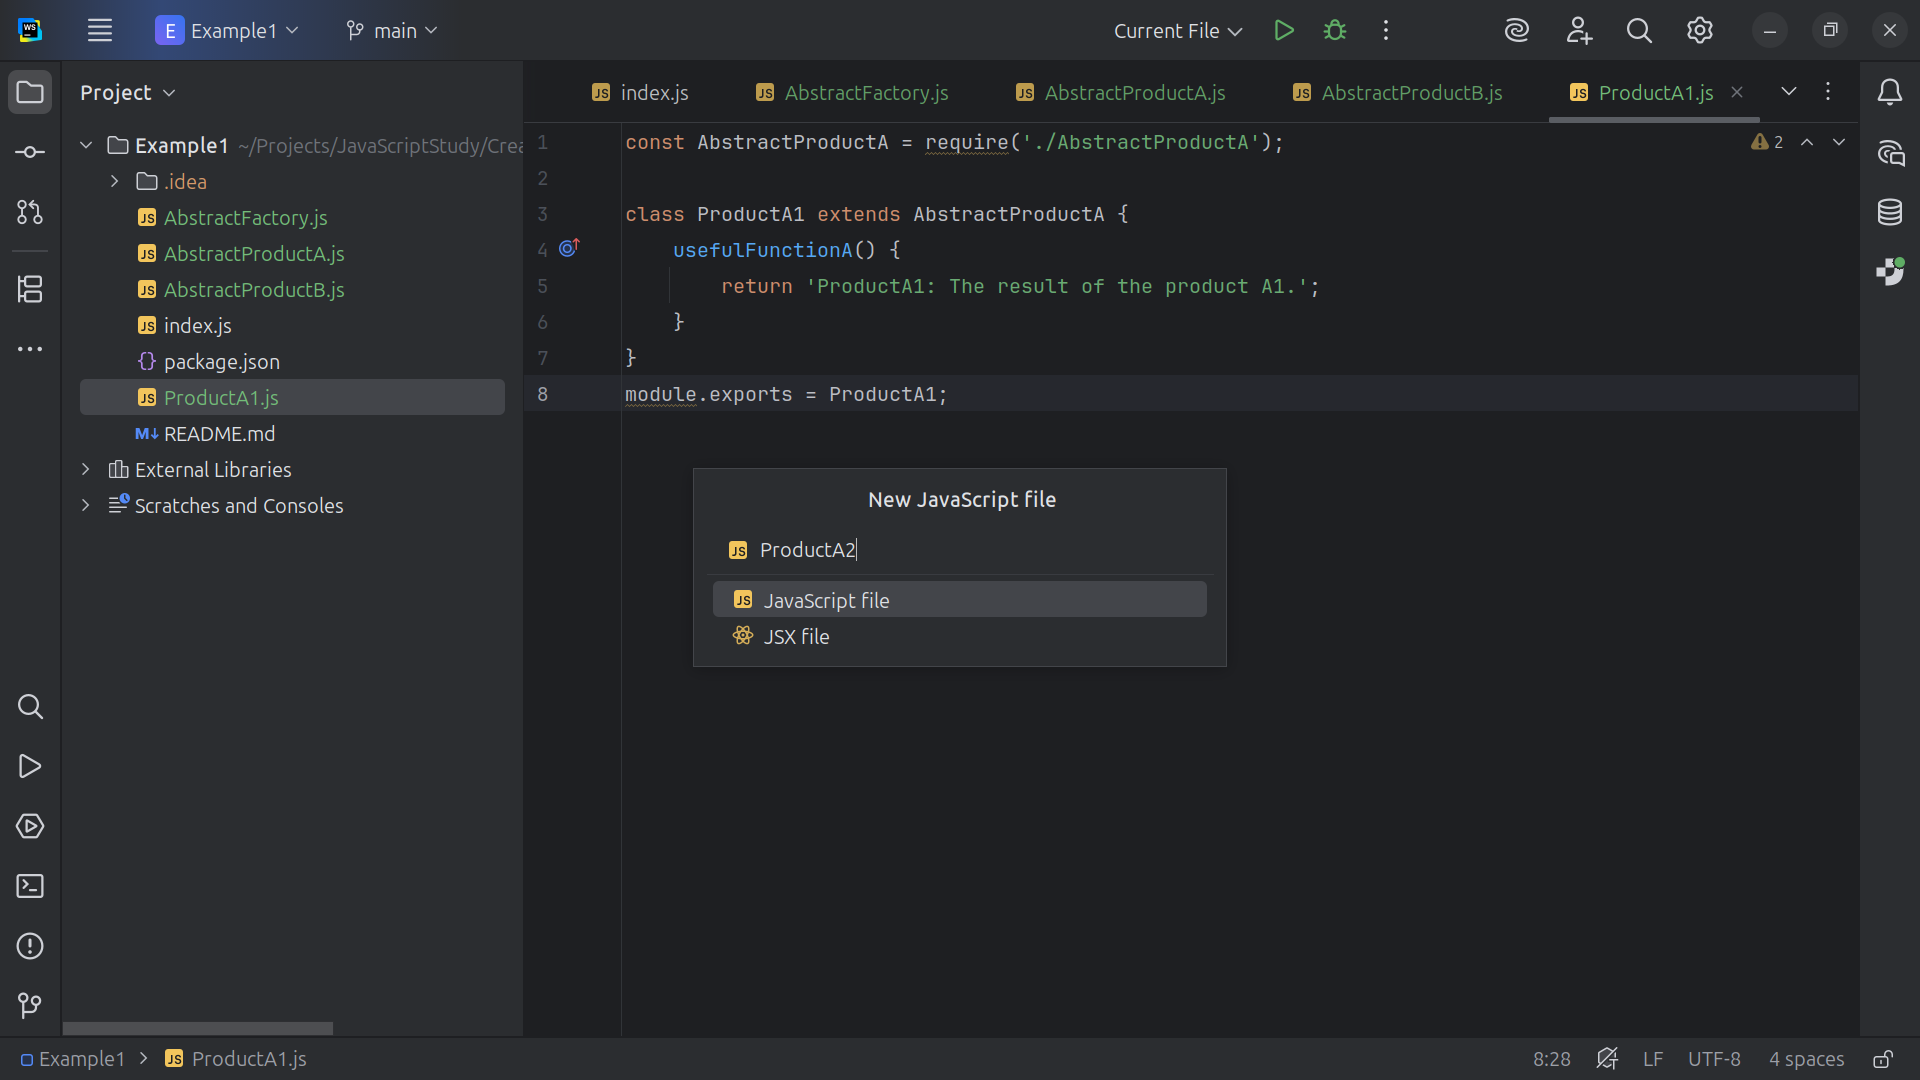 WS
E Example1
main
Current File
Project
index.js
AbstractFactory.js
AbstractProductA.js
AbstractProductB.js
ProductA1.js
Example1 ~/Projects/JavaScriptStudy/Crea
.idea
AbstractFactory.js
AbstractProductA.js
AbstractProductB.js
index.js
package.json
ProductA1.js
README.md
External Libraries
Scratches and Consoles
2
1 const AbstractProductA = require('./AbstractProductA');
2
3 class ProductA1 extends AbstractProductA {
4 usefulFunctionA() {
5 return 'ProductA1: The result of the product A1.';
6 }
7 }
8 module.exports = ProductA1;
New JavaScript file
JS ProductA2
JS JavaScript file
JSX file
Example1 > JS ProductA1.js
8:28
LF
UTF-8
4 spaces